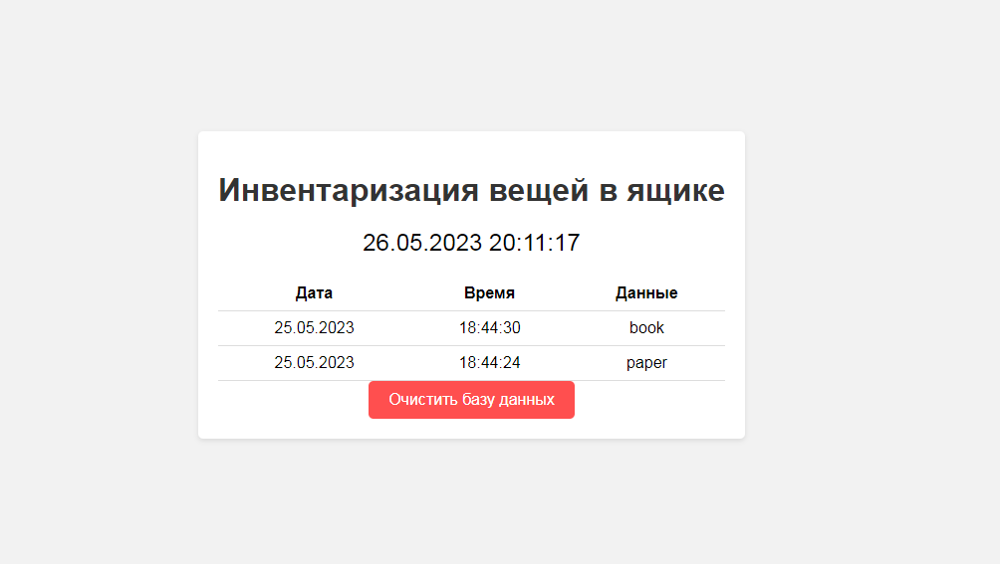 Инвентаризация вещей в ящике
26.05.2023 20:11:17
Дата Время Данные
25.05.2023 18:44:30 book
25.05.2023 18:44:24 paper
Очистить базу данных